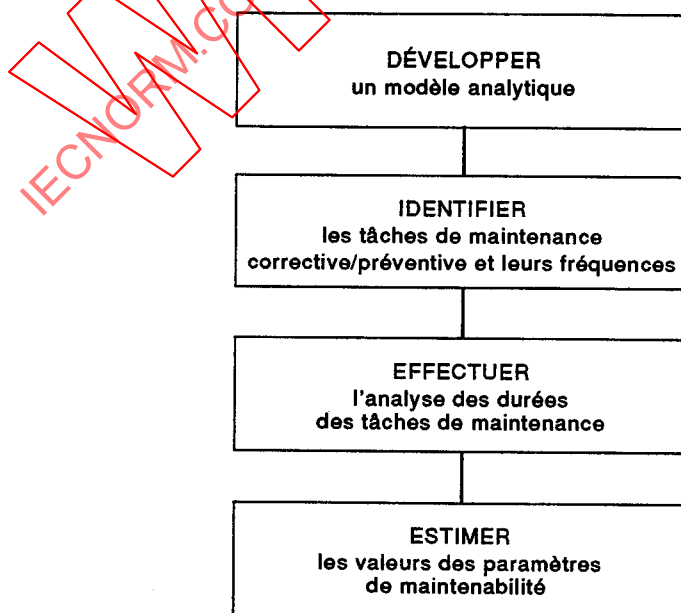 IECNORM.CO
DÉVELOPPER
un modèle analytique
IDENTIFIER
les tâches de maintenance
corrective/préventive et leurs fréquences
EFFECTUER
l'analyse des durées
des tâches de maintenance
ESTIMER
les valeurs des paramètres
de maintenabilité